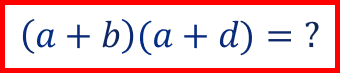 (a + b)(a + d) = ?